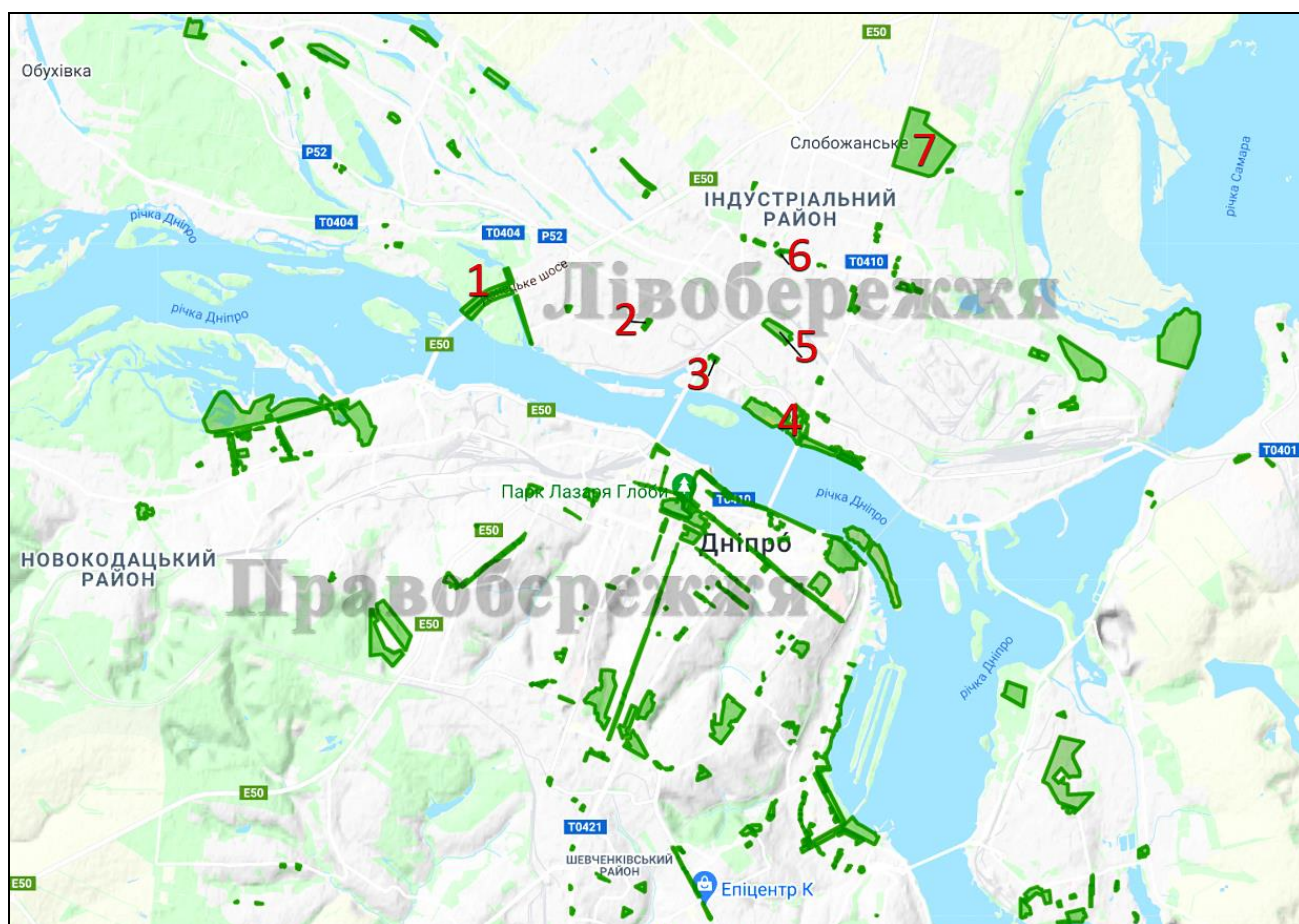 E50
Обухівка
Слобожанське
7
P52
E50
ІНДУСТРІАЛЬНИЙ
РАЙОН
річка Самара
річка Дніпро
T0404
T0404
P52
6
T0410
1
ьке шосе
Лівобережжя
річка Дніпро
2
E50
5
3
E50
4
T0401
Парк Лазаря Глоби
річка Дніпро
E50
Дніпро
НОВОКОДАЦЬКИЙ
РАЙОН
Правобережжя
E50
річка Дніпро
E50
T0421
ШЕВЧЕНКІВСЬКИЙ
РАЙОН
E50
Епіцентр К